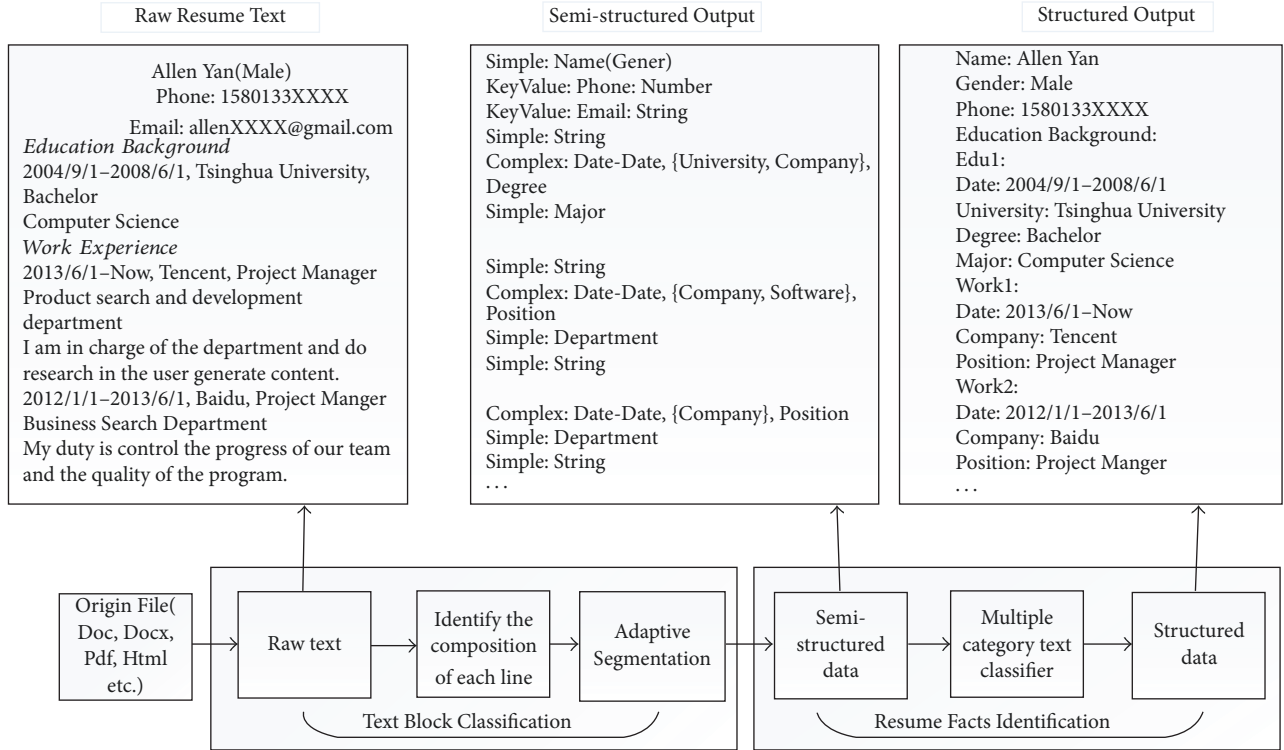 Raw Resume Text
Allen Yan(Male)
Phone: 1580133XXXX
Email: allenXXXX@gmail.com
Education Background
2004/9/1–2008/6/1, Tsinghua University,
Bachelor
Computer Science
Work Experience
2013/6/1–Now, Tencent, Project Manager
Product search and development
department
I am in charge of the department and do
research in the user generate content.
2012/1/1–2013/6/1, Baidu, Project Manger
Business Search Department
My duty is control the progress of our team
and the quality of the program.
Semi-structured Output
Simple: Name(Gener)
KeyValue: Phone: Number
KeyValue: Email: String
Simple: String
Complex: Date-Date, {University, Company},
Degree
Simple: Major
Simple: String
Complex: Date-Date, {Company, Software},
Position
Simple: Department
Simple: String
Complex: Date-Date, {Company}, Position
Simple: Department
Simple: String
...
Structured Output
Name: Allen Yan
Gender: Male
Phone: 1580133XXXX
Education Background:
Edu1:
Date: 2004/9/1–2008/6/1
University: Tsinghua University
Degree: Bachelor
Major: Computer Science
Work1:
Date: 2013/6/1–Now
Company: Tencent
Position: Project Manager
Work2:
Date: 2012/1/1–2013/6/1
Company: Baidu
Position: Project Manger
...
Origin File(
Doc, Docx,
Pdf, Html
etc.)
Raw text
Identify the
composition
of each line
Adaptive
Segmentation
Text Block Classification
Semi-
structured
data
Multiple
category text
classifier
Structured
data
Resume Facts Identification